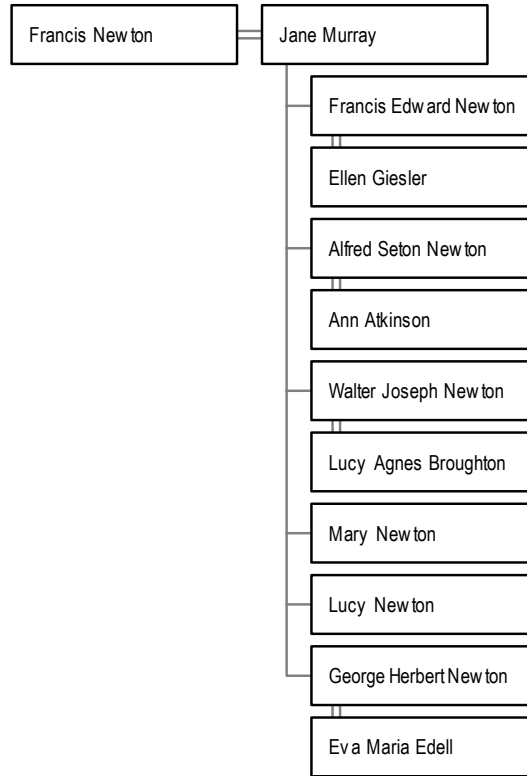 Francis Newton
Jane Murray
Francis Edward Newton
Ellen Giesler
Alfred Seton Newton
Ann Atkinson
Walter Joseph Newton
Lucy Agnes Broughton
Mary Newton
Lucy Newton
George Herbert Newton
Eva Maria Edell